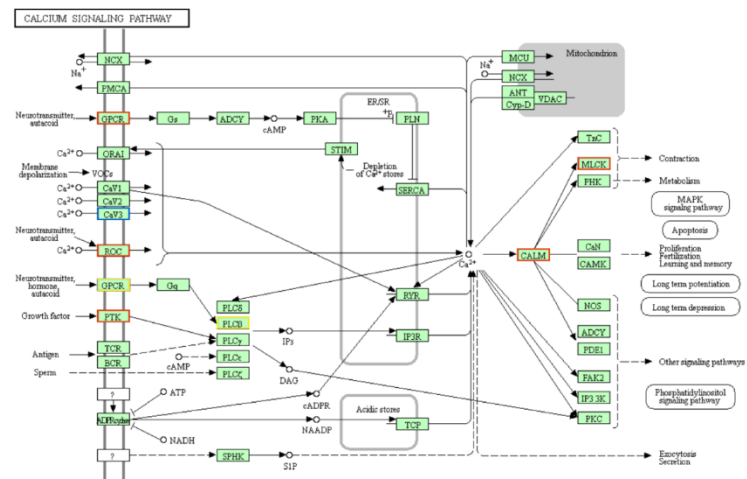 CALCIUM SIGNALING PATHWAY
NCX
Na+
PMCA
Neurotransmitter,
autacoid
GPCR
Gs
ADCY
cAMP
PKA
+p
PLN
ER/SR
Ca2+
ORAI
STIM
Depletion
of Ca2+ stores
Membrane
depolarization
VOCs
Ca2+
CaV1
Ca2+
CaV2
Ca2+
CaV3
SERCA
Neurotransmitter,
autacoid
Ca2+
ROC
Neurotransmitter,
hormone,
autacoid
GPCR
Gq
RYR
PLCδ
Growth factor
PTK
PLCβ
IP3
IP3R
PLCγ
Antigen
TCR
BCR
cAMP
PLCε
DAG
Sperm
PLCζ
?
ATP
cADPR
Acidic stores
NAADP
TCP
NADH
?
SPHK
S1P
Mitochondrion
MCU
Na+
NCX
ANT
Cyp-D
VDAC
Ca2+
CALM
TnC
MLCK
PHK
Contraction
Metabolism
MAPK
signaling pathway
Apoptosis
CaN
CAMK
Proliferation
Fertilization
Learning and memory
Long term potentiation
Long term depression
NOS
ADCY
PDE1
Other signaling pathways
FAK2
IP3 3K
PKC
Phosphatidylinositol
signaling pathway
Exocytosis
Secretion